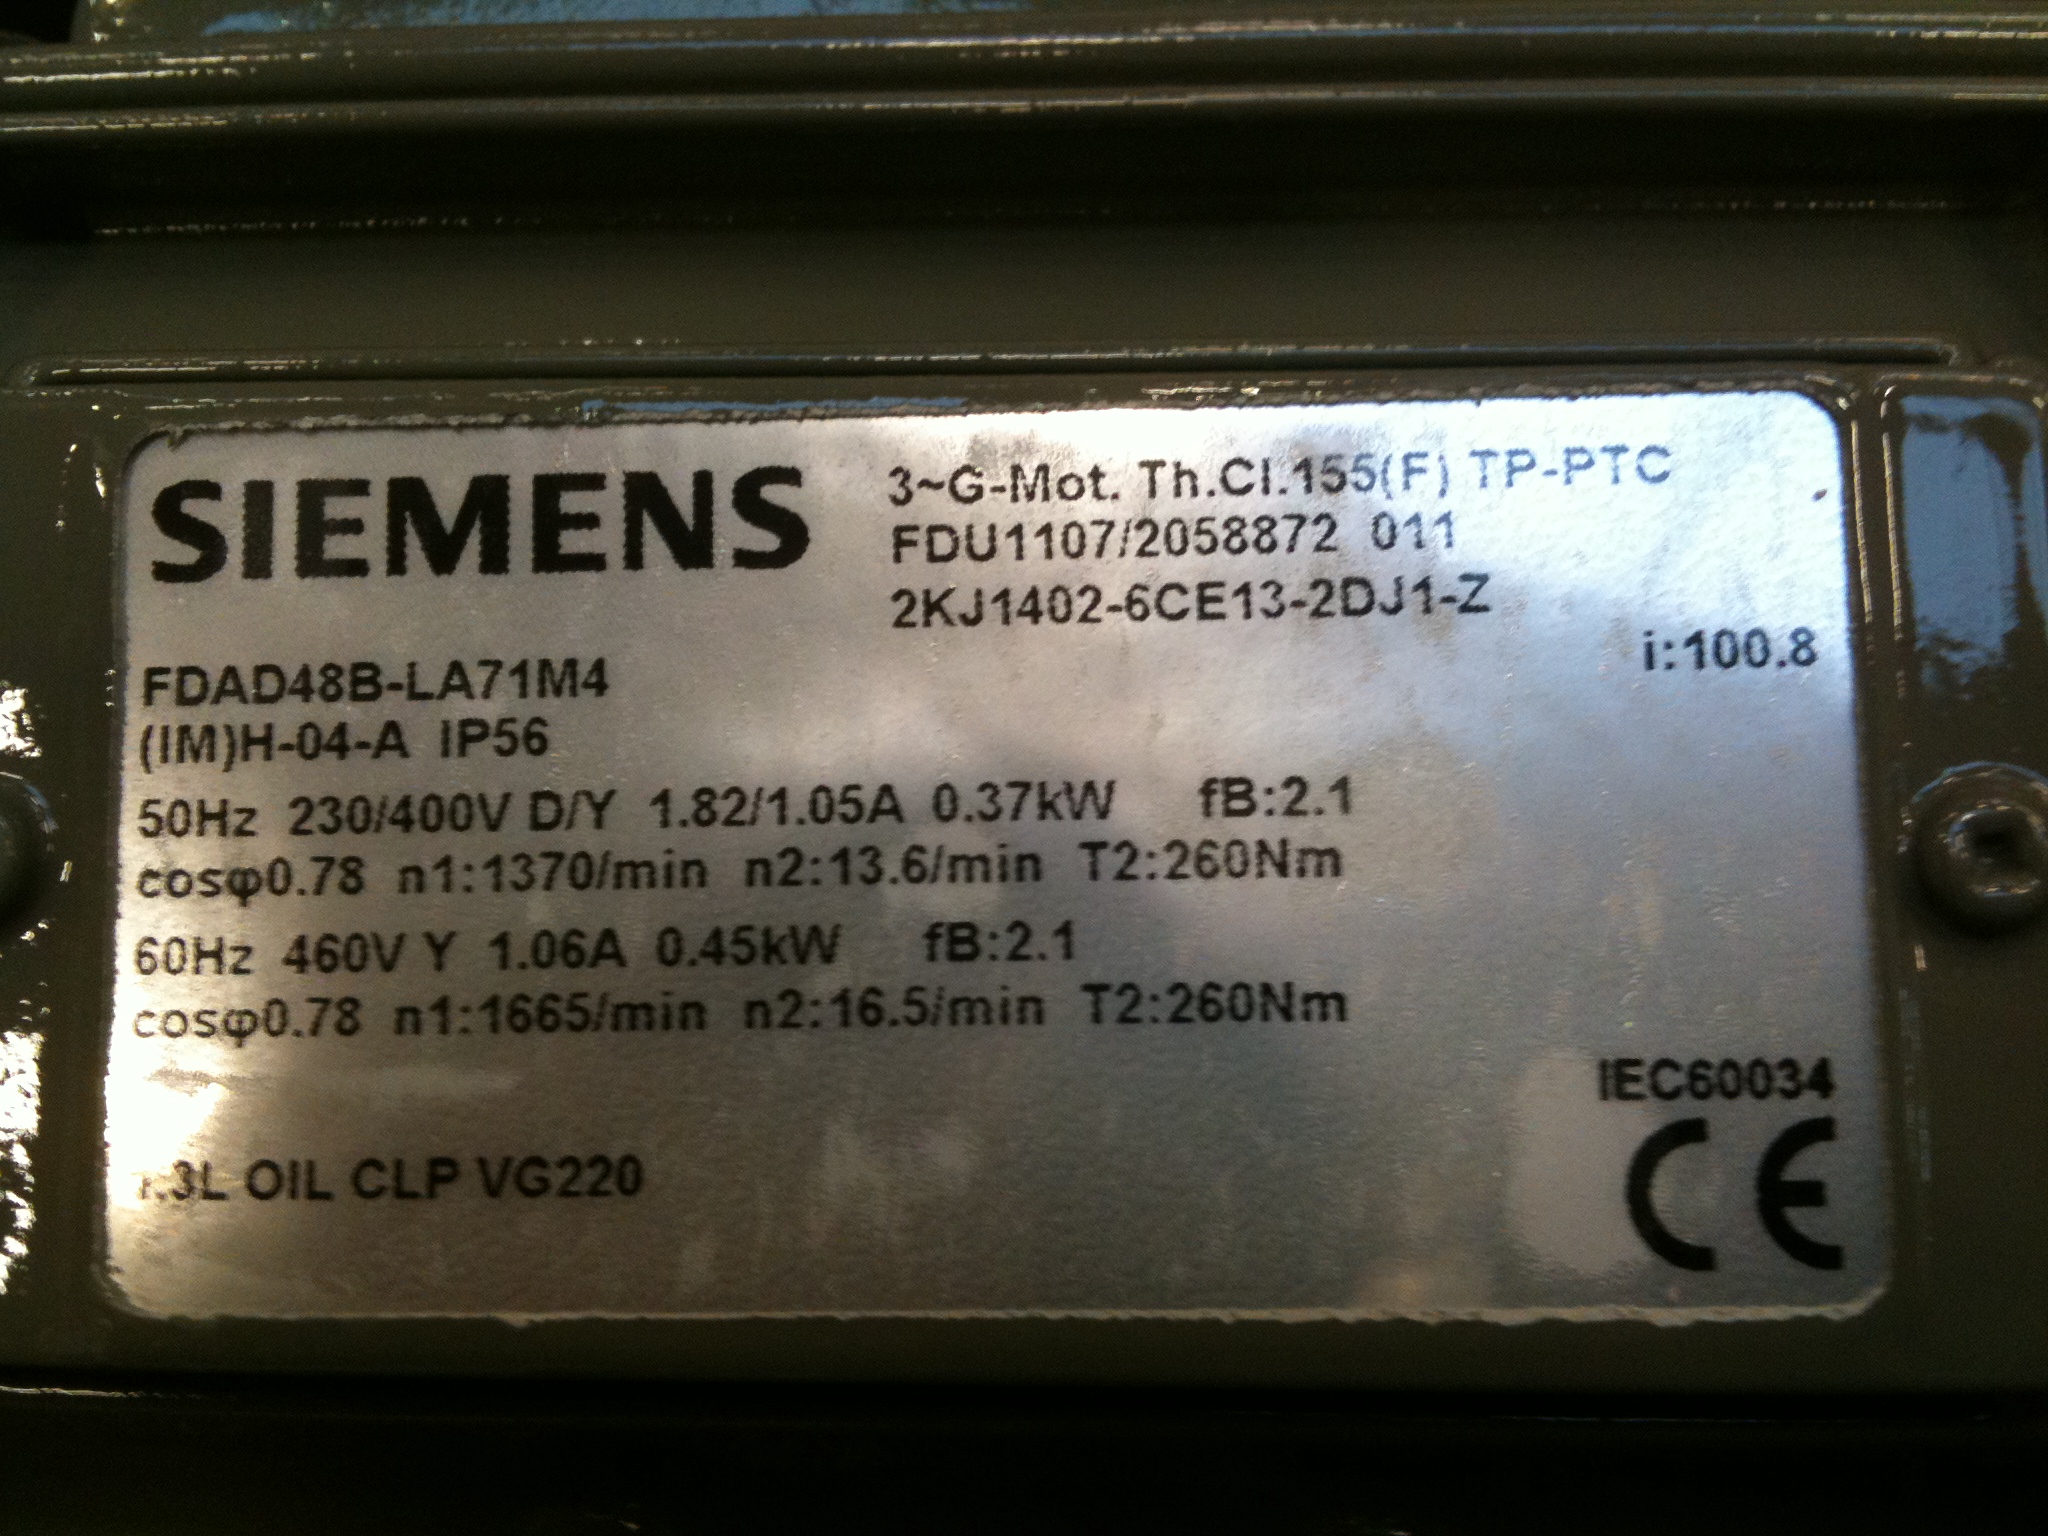 SIEMENS
3~G-Mot. Th.Cl.155(F) TP-PTC
FDU1107/2058872 011
2KJ1402-6CE13-2DJ1-Z
i:100.8
FDAD48B-LA71M4
(IM)H-04-A IP56
50Hz 230/400V D/Y 1.82/1.05A 0.37kW fB:2.1
cosφ0.78 n1:1370/min n2:13.6/min T2:260Nm
60Hz 460V Y 1.06A 0.45kW fB:2.1
cosφ0.78 n1:1665/min n2:16.5/min T2:260Nm
IEC60034
CE
OIL CLP VG220